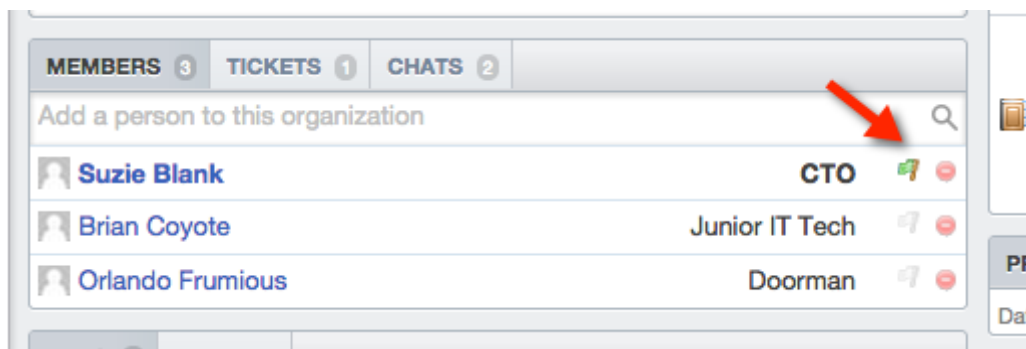 MEMBERS 3 TICKETS 1 CHATS 2
Add a person to this organization
Suzie Blank CTO
Brian Coyote Junior IT Tech
Orlando Frumious Doorman